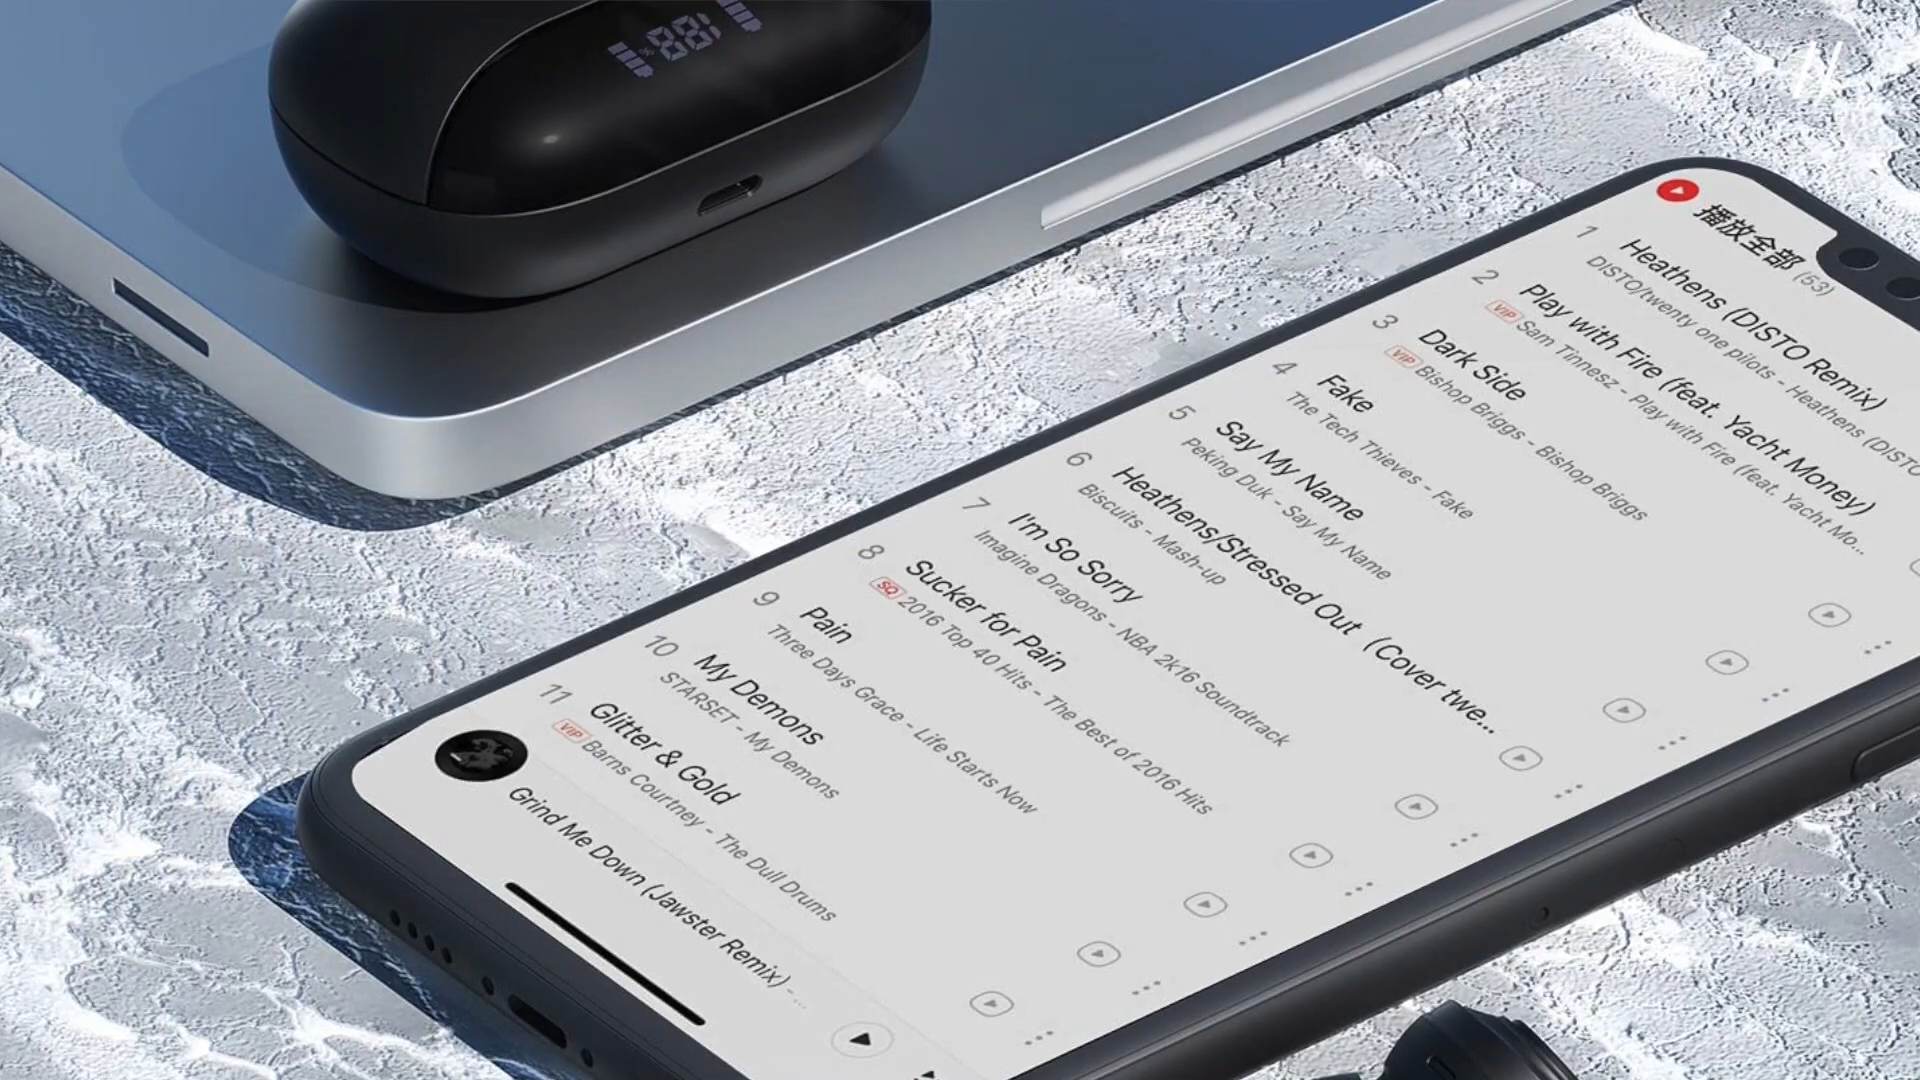 88%
播放全部 (53)
1
Heathens (DISTO Remix)
DISTO/twenty one pilots - Heathens (DISTO
2
Play with Fire (feat. Yacht Money)
VIP Sam Tinnesz - Play with Fire (feat. Yacht Mo...
3
Dark Side
VIP Bishop Briggs - Bishop Briggs
4
Fake
The Tech Thieves - Fake
5
Say My Name
Peking Duk - Say My Name
6
Heathens/Stressed Out (Cover twe...
Biscuits - Mash-up
7
I'm So Sorry
Imagine Dragons - NBA 2k16 Soundtrack
8
Sucker for Pain
SQ 2016 Top 40 Hits - The Best of 2016 Hits
9
Pain
Three Days Grace - Life Starts Now
10
My Demons
STARSET - My Demons
11
Glitter & Gold
VIP Barns Courtney - The Dull Drums
Grind Me Down (Jawster Remix) - ...